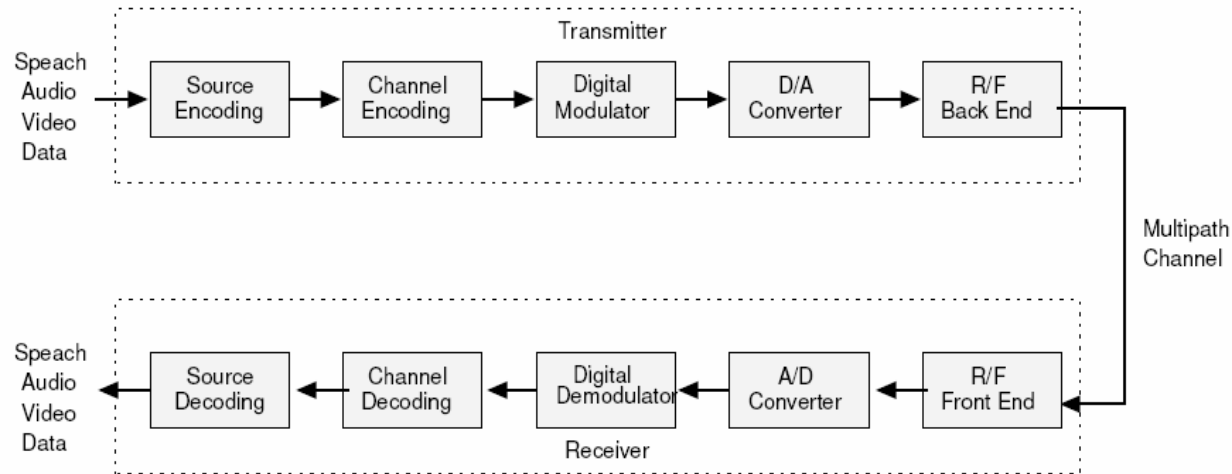 Transmitter
Speach
Audio
Video
Data
Source
Encoding
Channel
Encoding
Digital
Modulator
D/A
Converter
R/F
Back End
Multipath
Channel
R/F
Front End
A/D
Converter
Digital
Demodulator
Channel
Decoding
Source
Decoding
Speach
Audio
Video
Data
Receiver